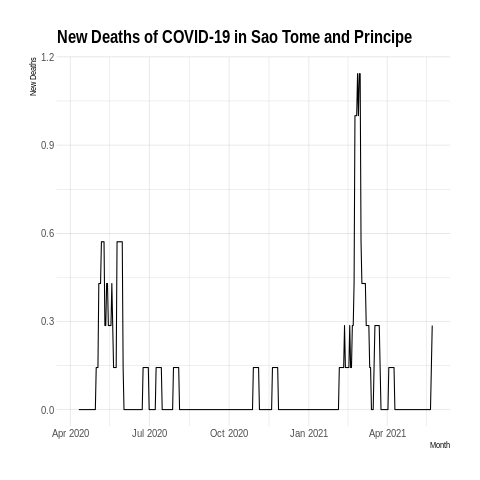 New Deaths of COVID-19 in Sao Tome and Principe
New Deaths
1.2
0.9
0.6
0.3
0.0
Apr 2020 Jul 2020 Oct 2020 Jan 2021 Apr 2021
Month